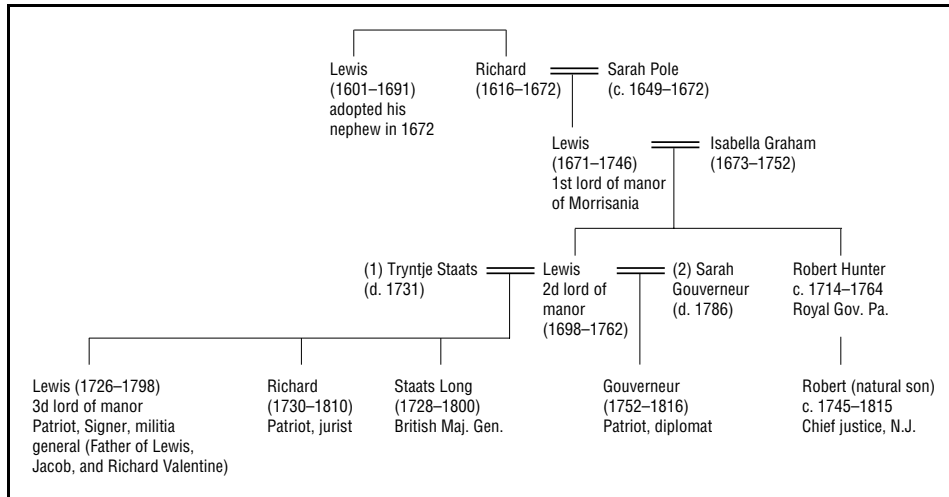 Lewis
(1601–1691)
adopted his
nephew in 1672
Richard
(1616–1672)
Sarah Pole
(c. 1649–1672)
Lewis
(1671–1746)
1st lord of manor
of Morrisania
Isabella Graham
(1673–1752)
(1) Tryntje Staats
(d. 1731)
Lewis
2d lord of
manor
(1698–1762)
(2) Sarah
Gouverneur
(d. 1786)
Robert Hunter
c. 1714–1764
Royal Gov. Pa.
Lewis (1726–1798)
3d lord of manor
Patriot, Signer, militia
general (Father of Lewis,
Jacob, and Richard Valentine)
Richard
(1730–1810)
Patriot, jurist
Staats Long
(1728–1800)
British Maj. Gen.
Gouverneur
(1752–1816)
Patriot, diplomat
Robert (natural son)
c. 1745–1815
Chief justice, N.J.